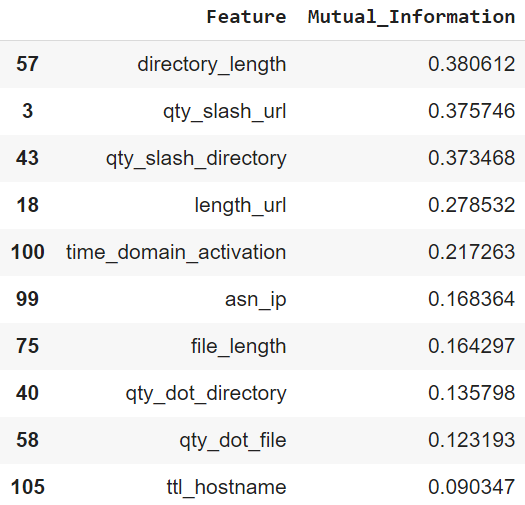 Feature Mutual_Information
57 directory_length 0.380612
3 qty_slash_url 0.375746
43 qty_slash_directory 0.373468
18 length_url 0.278532
100 time_domain_activation 0.217263
99 asn_ip 0.168364
75 file_length 0.164297
40 qty_dot_directory 0.135798
58 qty_dot_file 0.123193
105 ttl_hostname 0.090347